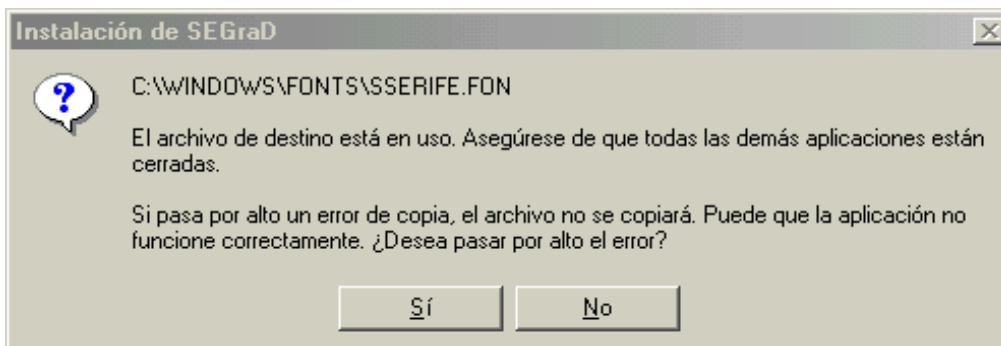 Instalación de SEGraD
C:\WINDOWS\FONTS\SSERIFE.FON
El archivo de destino está en uso. Asegúrese de que todas las demás aplicaciones están
cerradas.
Si pasa por alto un error de copia, el archivo no se copiará. Puede que la aplicación no
funcione correctamente. ¿Desea pasar por alto el error?
Sí No